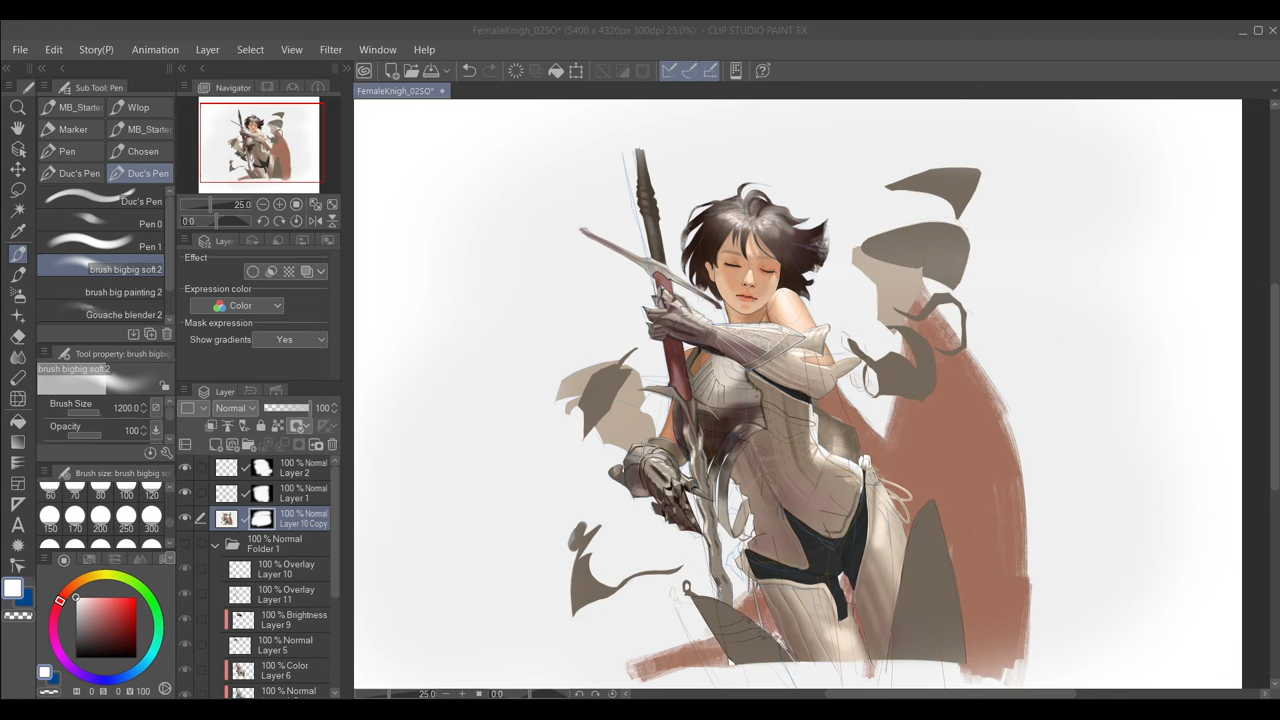 FemaleKnigh_02SO* (5400 x 4320px 300dpi 25.0%) - CLIP STUDIO PAINT EX
File Edit Story(P) Animation Layer Select View Filter Window Help
Sub Tool: Pen
Navigator
FemaleKnigh_02SO*
MB_Starte Wlop
Marker MB_Starte
Pen Chosen
Duc's Pen Duc's Pen
Duc's Pen
Pen 0
Pen 1
brush bigbig soft 2
brush big painting 2
Gouache blender 2
Tool property: brush bigbig
brush bigbig soft 2
Brush Size 1200.0
Opacity 100
Brush size: brush bigbig so
60 70 80 100 120
150 170 200 250 300
H 0 S 0 V 100
25.0
0.0
Layer
Effect
Expression color
Color
Mask expression
Show gradients Yes
Layer
Normal 100
100 % Normal
Layer 2
100 % Normal
Layer 1
100 % Normal
Layer 10 Copy
100 % Normal
Folder 1
100 % Overlay
Layer 10
100 % Overlay
Layer 11
100 % Brightness
Layer 9
100 % Normal
Layer 5
100 % Color
Layer 6
100 % Normal
25.0 0.0